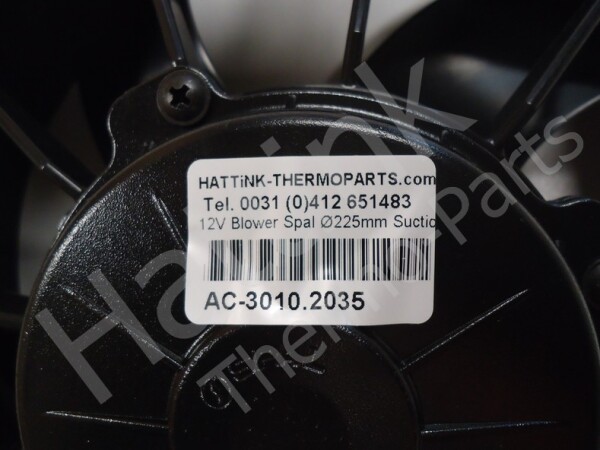 HATTiNK-THERMOPARTS.com
Tel. 0031 (0)412 651483
12V Blower Spal Ø225mm Suctio
AC-3010.2035
Hattink
ThermoParts